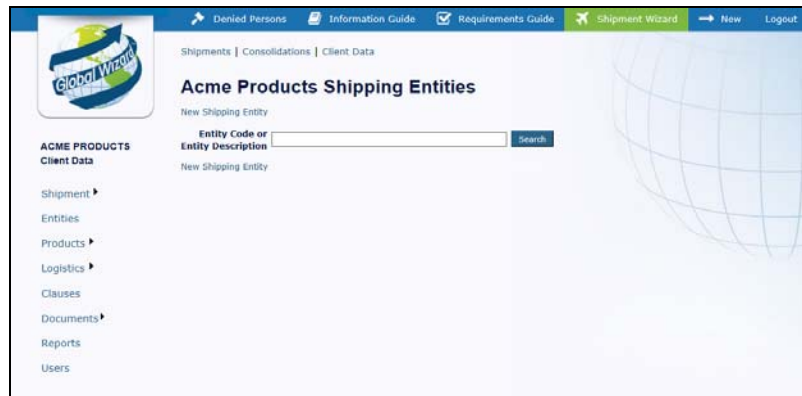 Denied Persons Information Guide Requirements Guide Shipment Wizard New Logout
Global Wizard
Shipments | Consolidations | Client Data
Acme Products Shipping Entities
New Shipping Entity
Entity Code or
Entity Description
Search
New Shipping Entity
ACME PRODUCTS
Client Data
Shipment
Entities
Products
Logistics
Clauses
Documents
Reports
Users